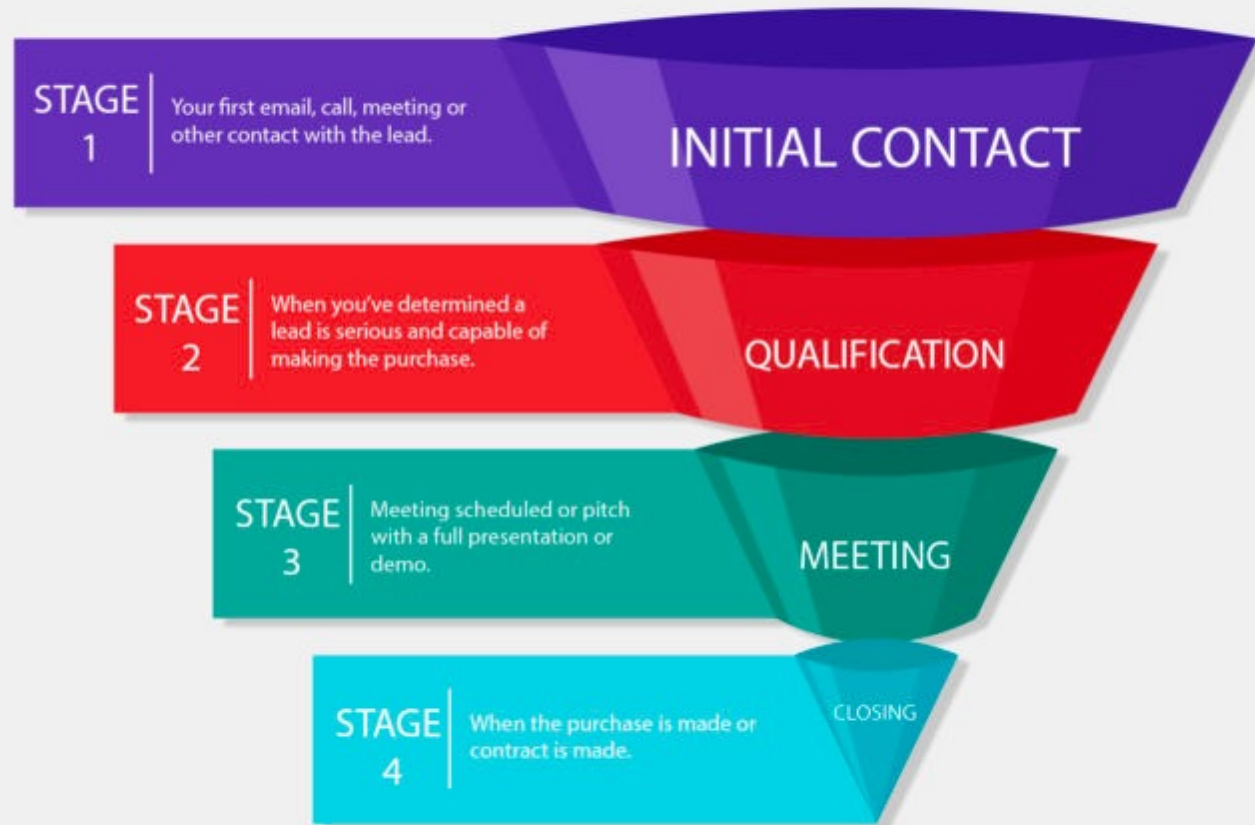 STAGE
1
Your first email, call, meeting or
other contact with the lead.
INITIAL CONTACT
STAGE
2
When you’ve determined a
lead is serious and capable of
making the purchase.
QUALIFICATION
STAGE
3
Meeting scheduled or pitch
with a full presentation or
demo.
MEETING
STAGE
4
When the purchase is made or
contract is made.
CLOSING